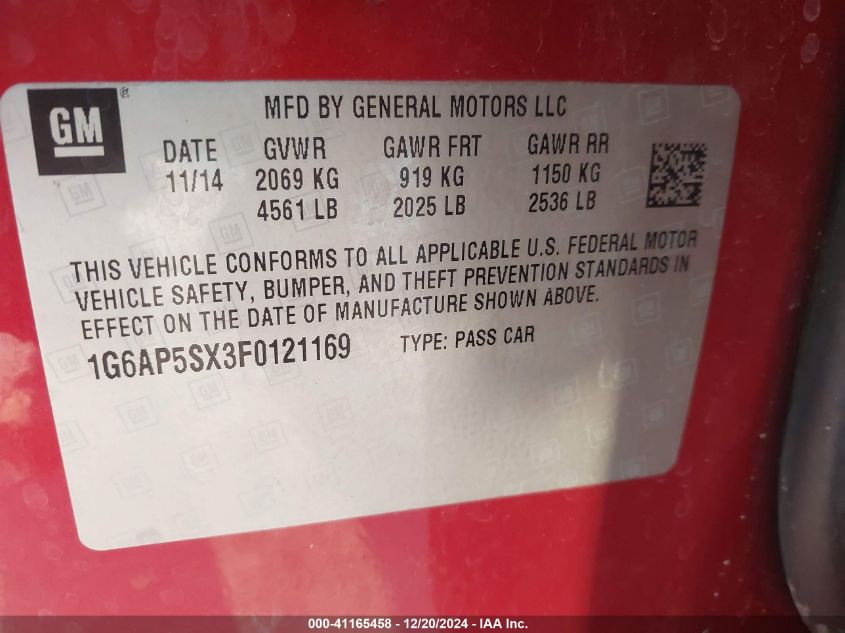 GM
®
MFD BY GENERAL MOTORS LLC
DATE GVWR GAWR FRT GAWR RR
11/14 2069 KG 919 KG 1150 KG
4561 LB 2025 LB 2536 LB
THIS VEHICLE CONFORMS TO ALL APPLICABLE U.S. FEDERAL MOTOR
VEHICLE SAFETY, BUMPER, AND THEFT PREVENTION STANDARDS IN
EFFECT ON THE DATE OF MANUFACTURE SHOWN ABOVE.
1G6AP5SX3F0121169 TYPE: PASS CAR
000-41165458 - 12/20/2024 - IAA Inc.